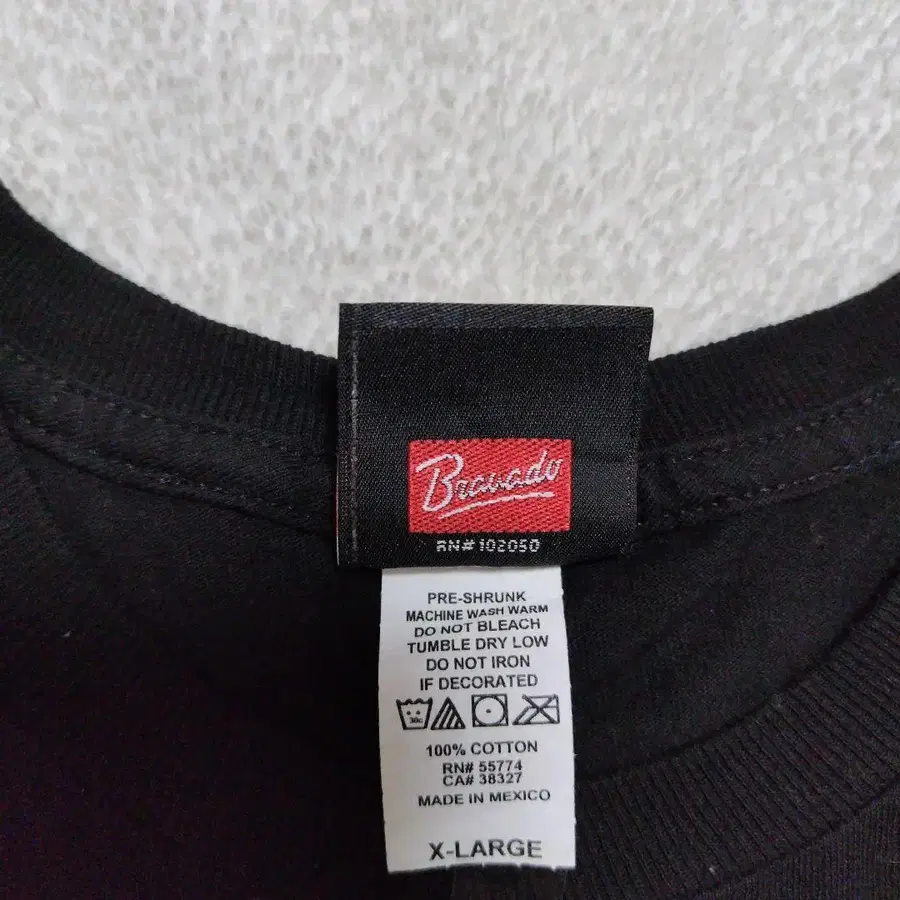 Bravado
RN# 102050
PRE-SHRUNK
MACHINE WASH WARM
DO NOT BLEACH
TUMBLE DRY LOW
DO NOT IRON
IF DECORATED
30c
100% COTTON
RN# 55774
CA# 38327
MADE IN MEXICO
X-LARGE